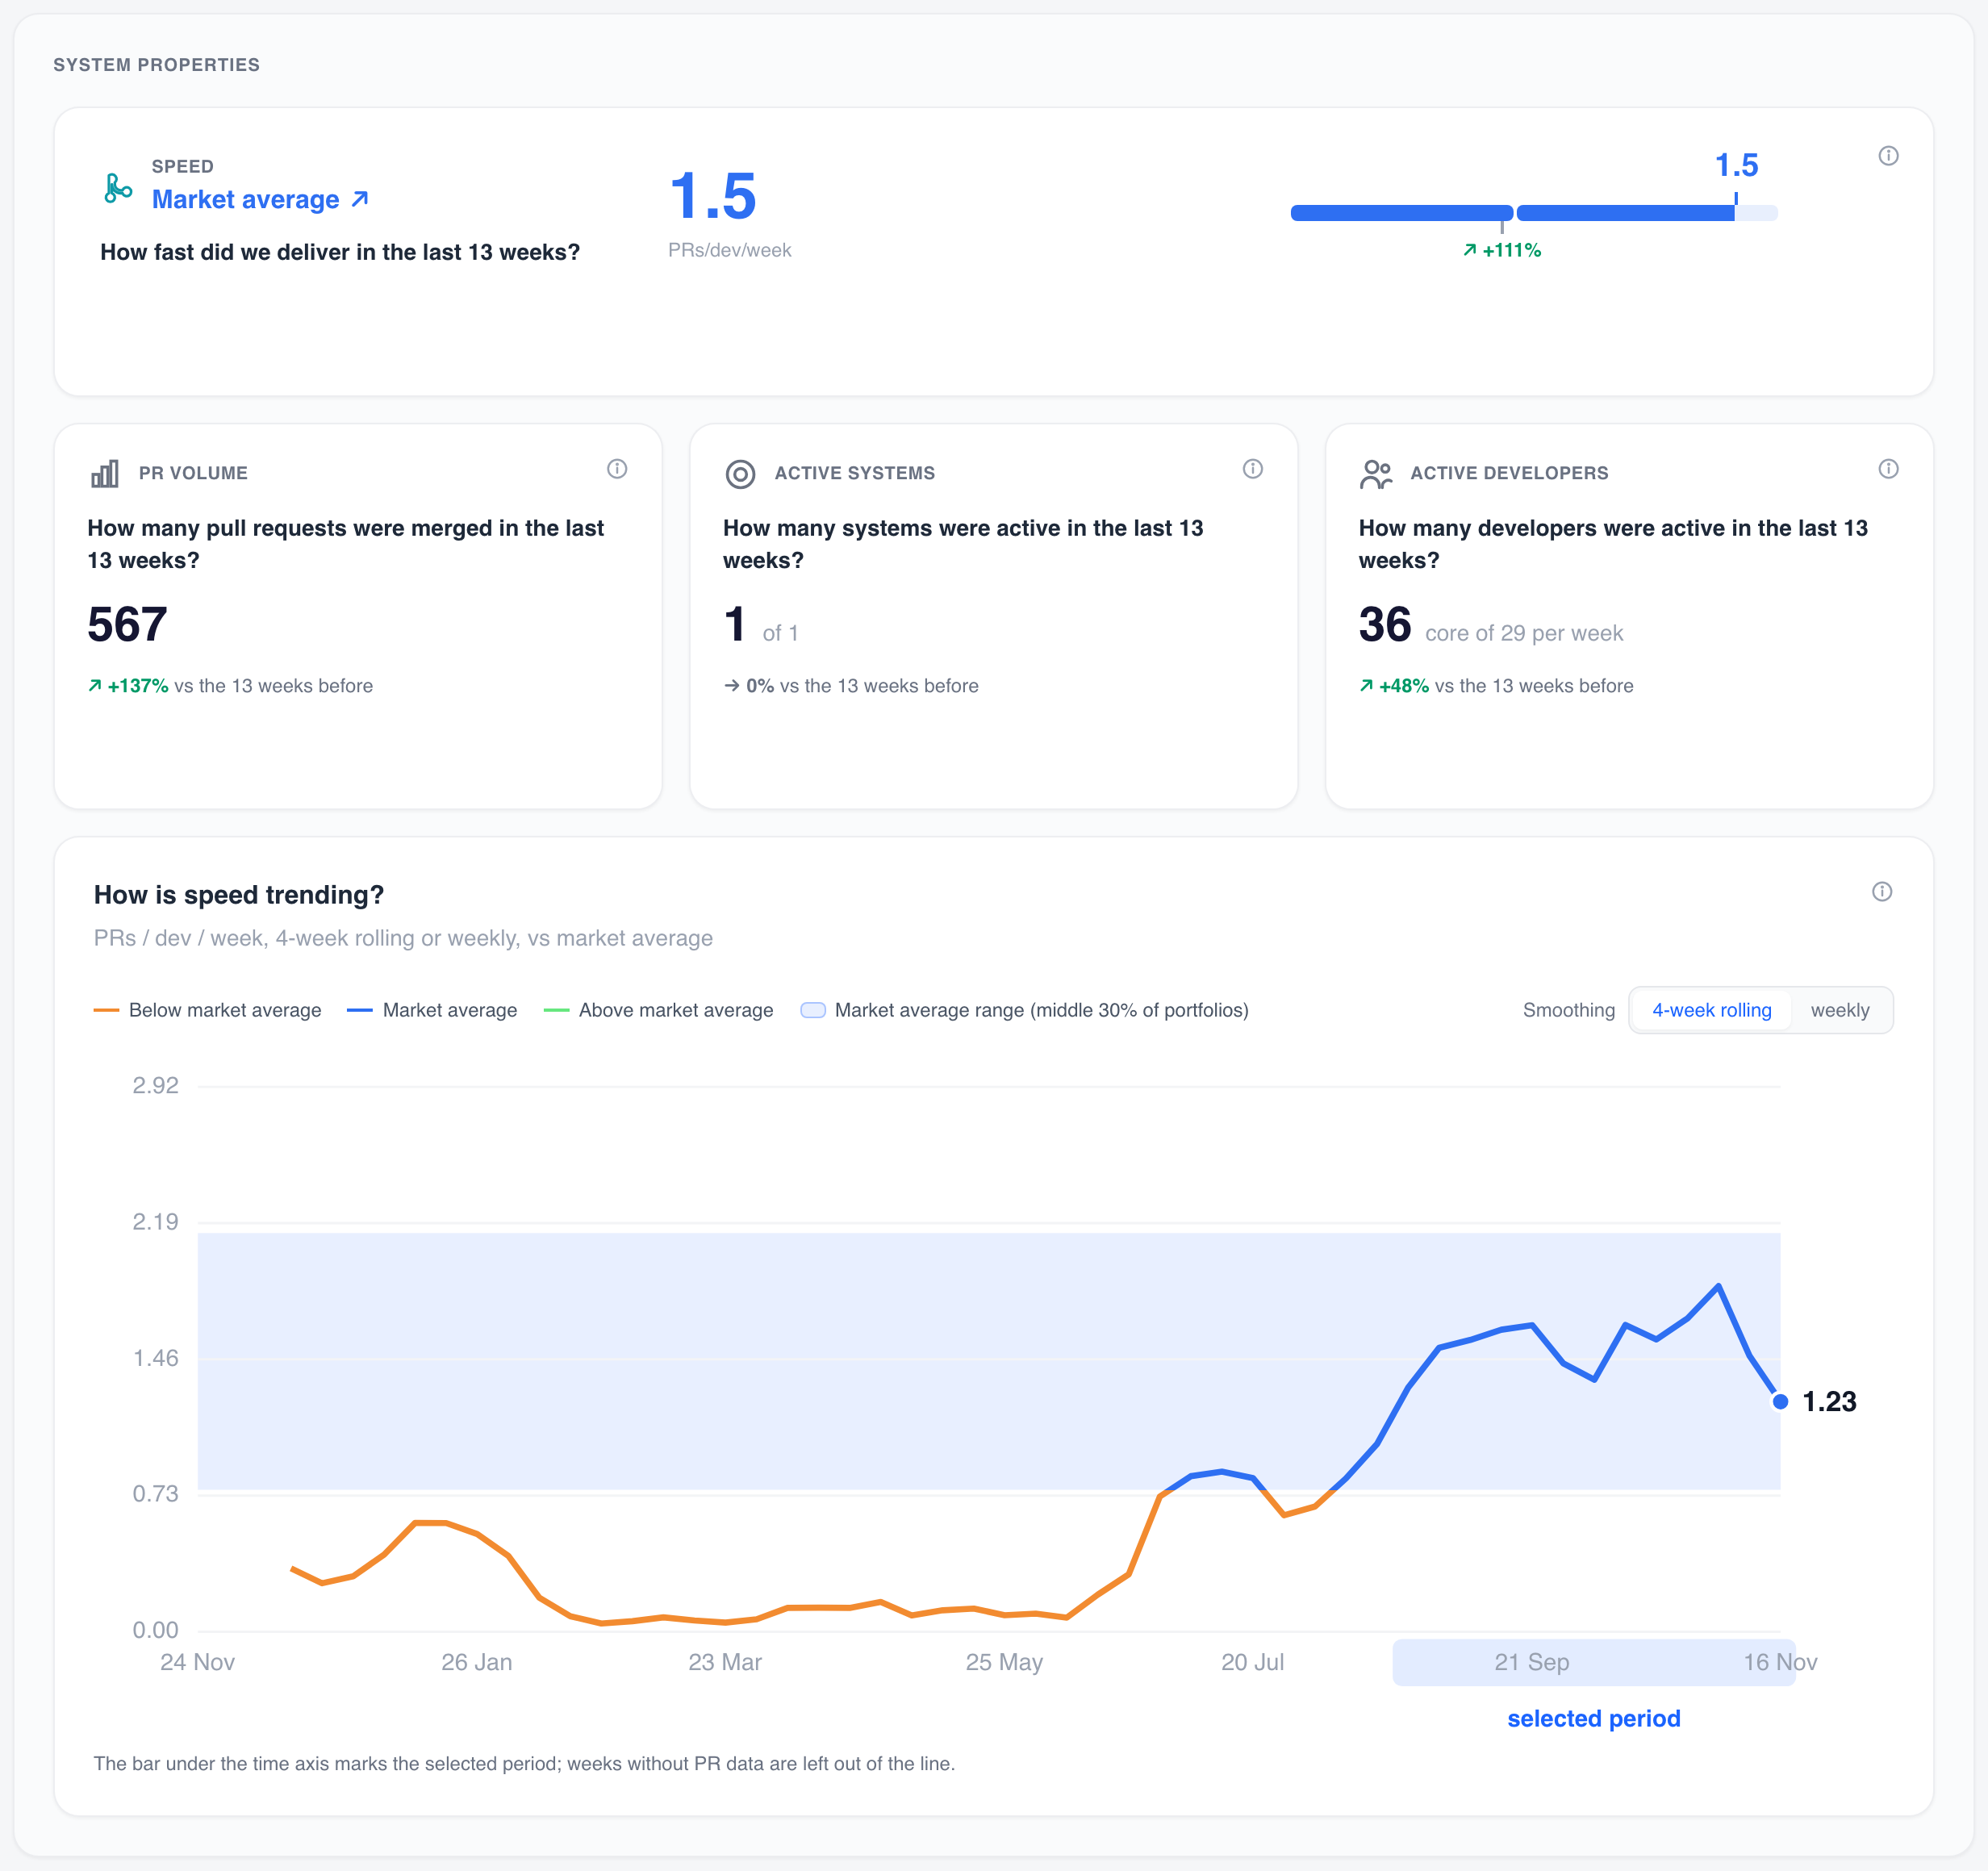 SYSTEM PROPERTIES
SPEED
Market average
How fast did we deliver in the last 13 weeks?
1.5
PRs/dev/week
1.5
+111%
PR VOLUME
How many pull requests were merged in the last
13 weeks?
567
+137% vs the 13 weeks before
ACTIVE SYSTEMS
How many systems were active in the last 13
weeks?
1 of 1
0% vs the 13 weeks before
ACTIVE DEVELOPERS
How many developers were active in the last 13
weeks?
36 core of 29 per week
+48% vs the 13 weeks before
How is speed trending?
PRs / dev / week, 4-week rolling or weekly, vs market average
Below market average Market average Above market average Market average range (middle 30% of portfolios)
Smoothing 4-week rolling weekly
2.92
2.19
1.46
0.73
0.00
1.23
24 Nov 26 Jan 23 Mar 25 May 20 Jul 21 Sep 16 Nov
selected period
The bar under the time axis marks the selected period; weeks without PR data are left out of the line.